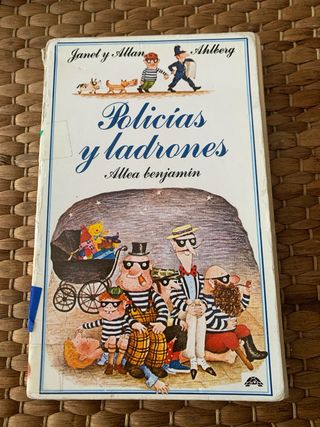 Janet y Allan Ahlberg
Policías
y ladrones
Altea benjamín